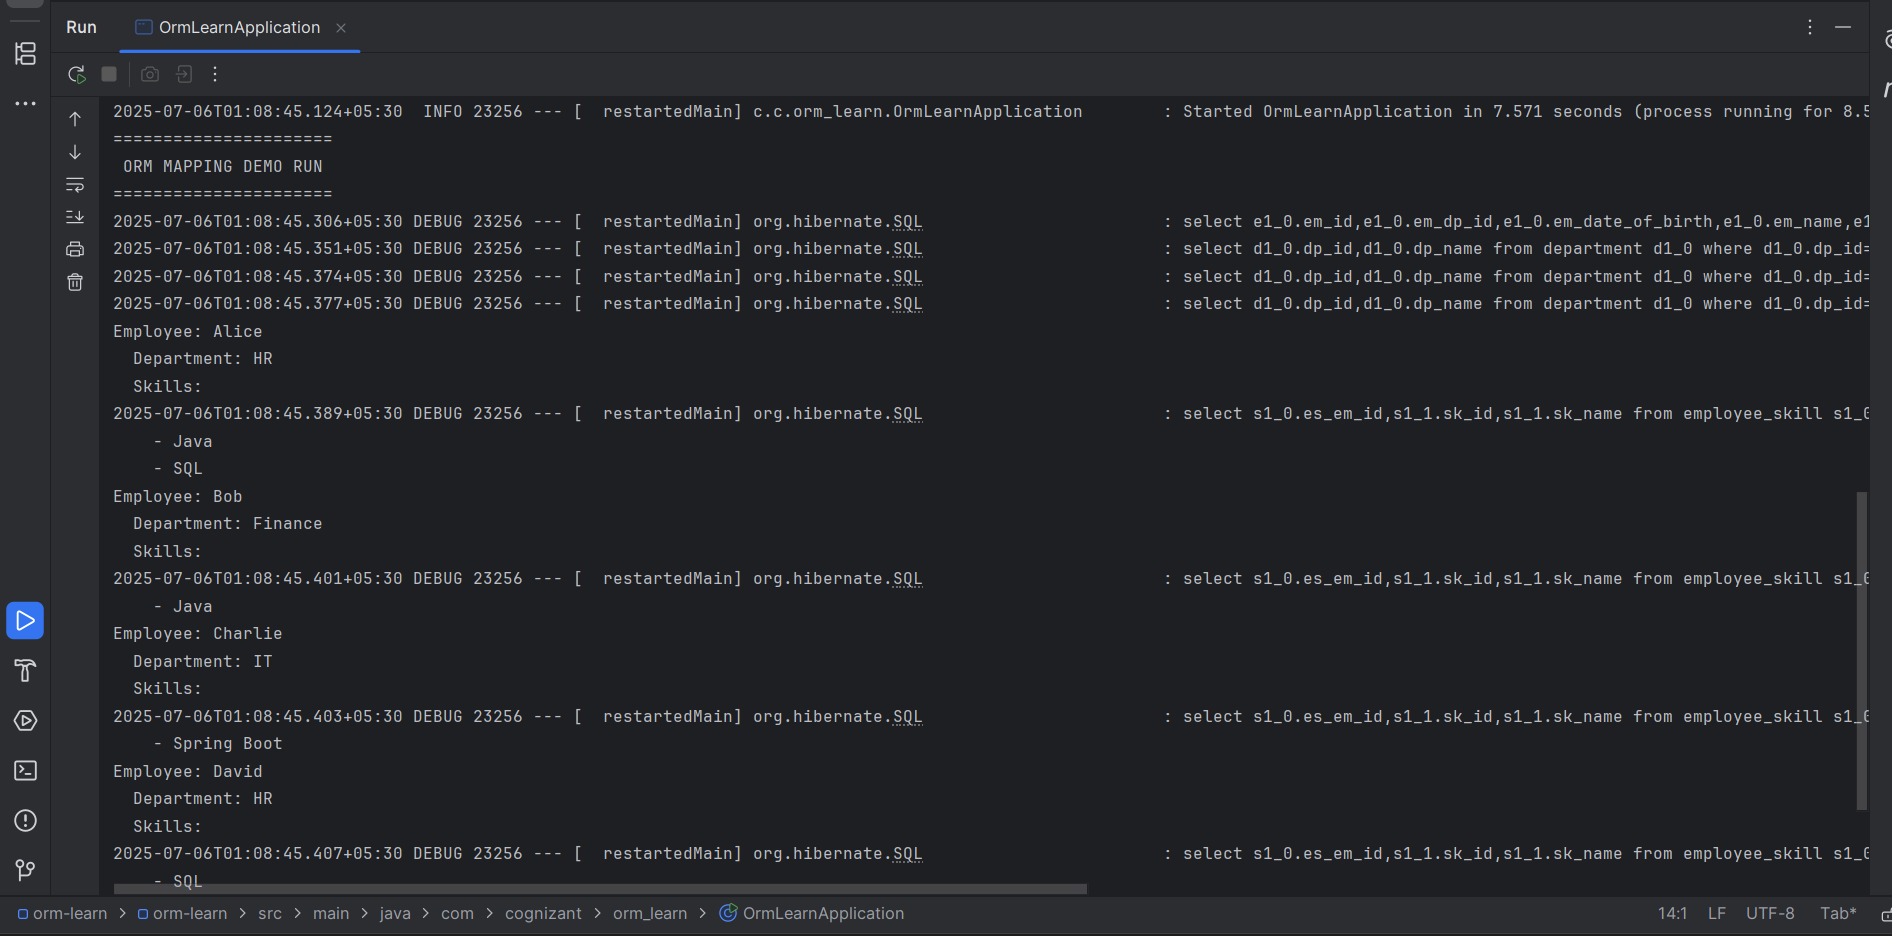 Run OrmLearnApplication
2025-07-06T01:08:45.124+05:30  INFO 23256 --- [  restartedMain] c.c.orm_learn.OrmLearnApplication        : Started OrmLearnApplication in 7.571 seconds (process running for 8.5
======================
 ORM MAPPING DEMO RUN
======================
2025-07-06T01:08:45.306+05:30 DEBUG 23256 --- [  restartedMain] org.hibernate.SQL                        : select e1_0.em_id,e1_0.em_dp_id,e1_0.em_date_of_birth,e1_0.em_name,e1
2025-07-06T01:08:45.351+05:30 DEBUG 23256 --- [  restartedMain] org.hibernate.SQL                        : select d1_0.dp_id,d1_0.dp_name from department d1_0 where d1_0.dp_id=
2025-07-06T01:08:45.374+05:30 DEBUG 23256 --- [  restartedMain] org.hibernate.SQL                        : select d1_0.dp_id,d1_0.dp_name from department d1_0 where d1_0.dp_id=
2025-07-06T01:08:45.377+05:30 DEBUG 23256 --- [  restartedMain] org.hibernate.SQL                        : select d1_0.dp_id,d1_0.dp_name from department d1_0 where d1_0.dp_id=
Employee: Alice
  Department: HR
  Skills:
2025-07-06T01:08:45.389+05:30 DEBUG 23256 --- [  restartedMain] org.hibernate.SQL                        : select s1_0.es_em_id,s1_1.sk_id,s1_1.sk_name from employee_skill s1_0
    - Java
    - SQL
Employee: Bob
  Department: Finance
  Skills:
2025-07-06T01:08:45.401+05:30 DEBUG 23256 --- [  restartedMain] org.hibernate.SQL                        : select s1_0.es_em_id,s1_1.sk_id,s1_1.sk_name from employee_skill s1_0
    - Java
Employee: Charlie
  Department: IT
  Skills:
2025-07-06T01:08:45.403+05:30 DEBUG 23256 --- [  restartedMain] org.hibernate.SQL                        : select s1_0.es_em_id,s1_1.sk_id,s1_1.sk_name from employee_skill s1_0
    - Spring Boot
Employee: David
  Department: HR
  Skills:
2025-07-06T01:08:45.407+05:30 DEBUG 23256 --- [  restartedMain] org.hibernate.SQL                        : select s1_0.es_em_id,s1_1.sk_id,s1_1.sk_name from employee_skill s1_0
    - SQL
orm-learn > orm-learn > src > main > java > com > cognizant > orm_learn > OrmLearnApplication 14:1 LF UTF-8 Tab*